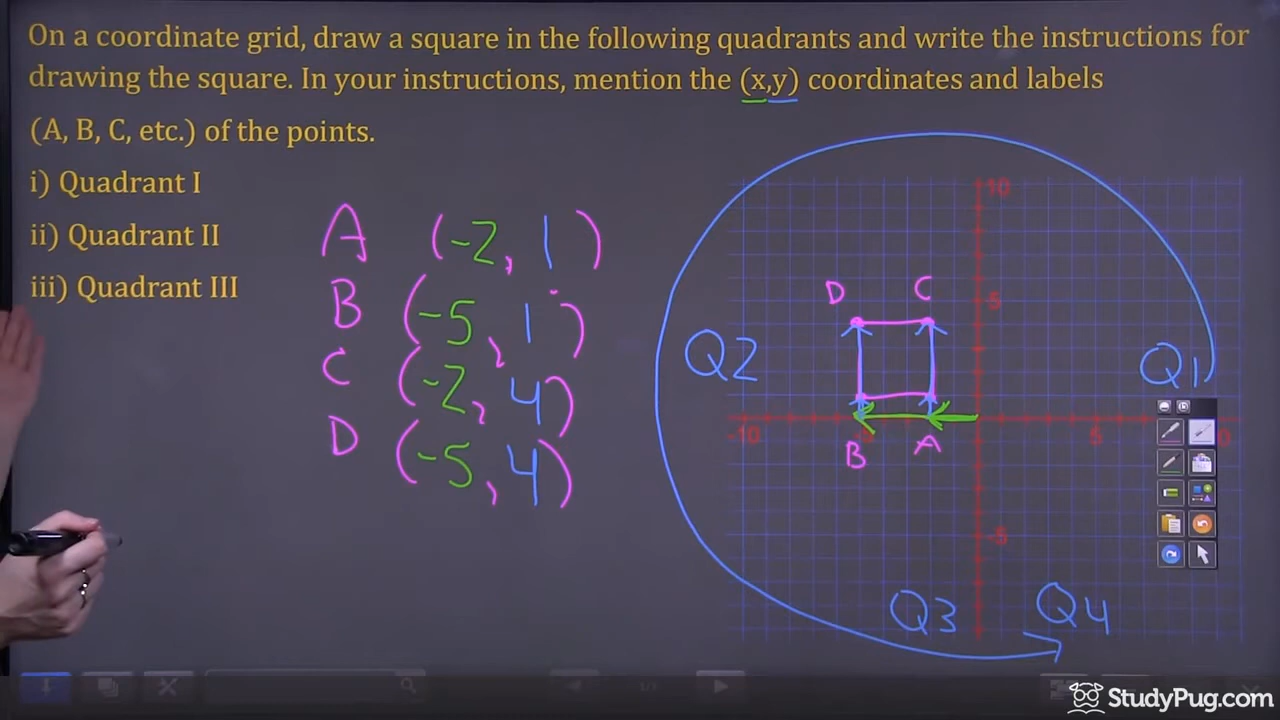 On a coordinate grid, draw a square in the following quadrants and write the instructions for
drawing the square. In your instructions, mention the (x,y) coordinates and labels
(A, B, C, etc.) of the points.
i) Quadrant I
ii) Quadrant II
iii) Quadrant III
A (-2, 1)
B (-5, 1)
C (-2, 4)
D (-5, 4)
10
D C
5
Q2
Q1
-10 5
B A
-5
Q3 Q4
StudyPug.com